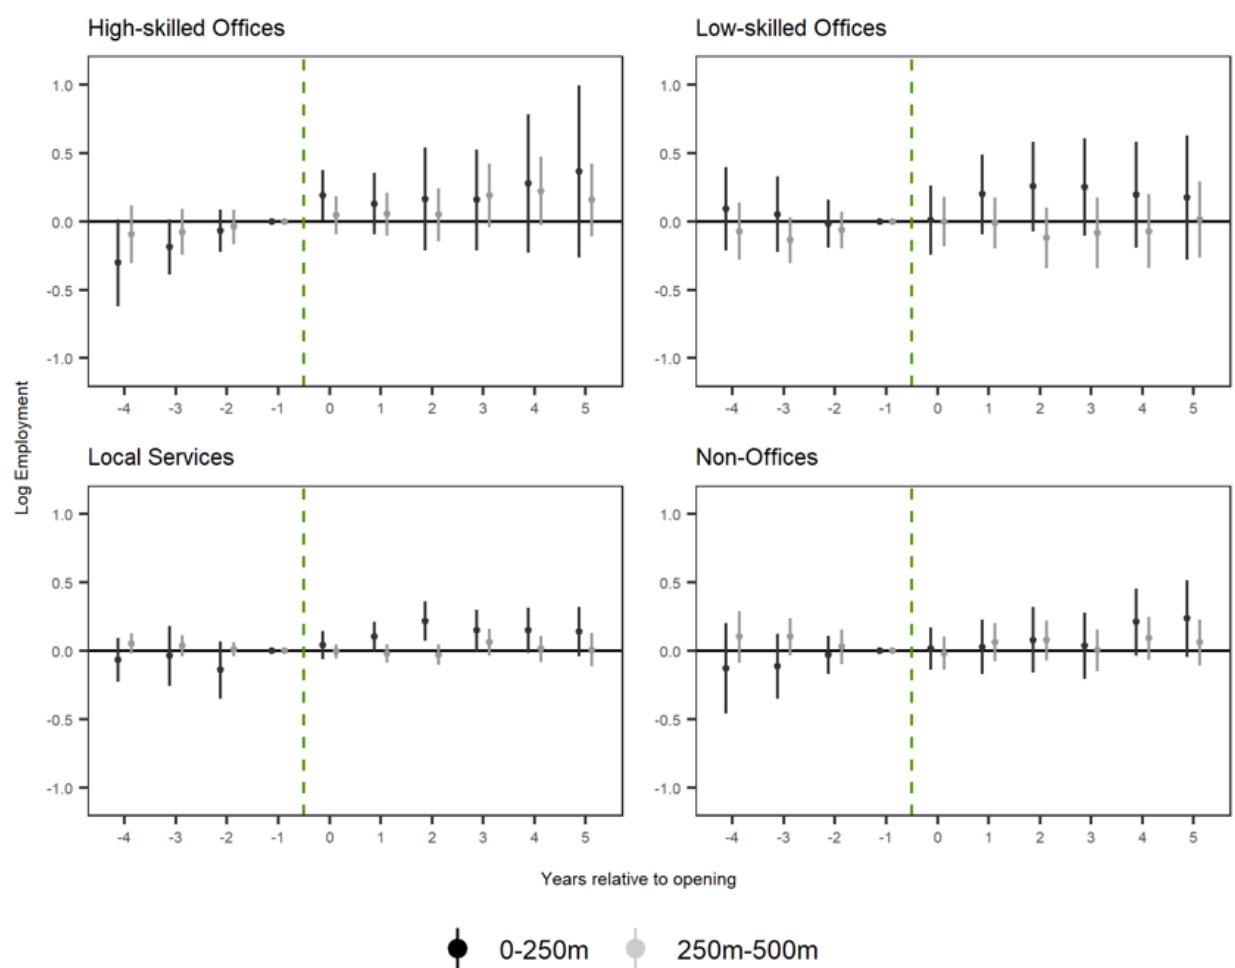 High-skilled Offices
Low-skilled Offices
1.0
0.5
0.0
-0.5
-1.0
-4 -3 -2 -1 0 1 2 3 4 5
1.0
0.5
0.0
-0.5
-1.0
-4 -3 -2 -1 0 1 2 3 4 5
Log Employment
Local Services
Non-Offices
1.0
0.5
0.0
-0.5
-1.0
-4 -3 -2 -1 0 1 2 3 4 5
1.0
0.5
0.0
-0.5
-1.0
-4 -3 -2 -1 0 1 2 3 4 5
Years relative to opening
0-250m 250m-500m